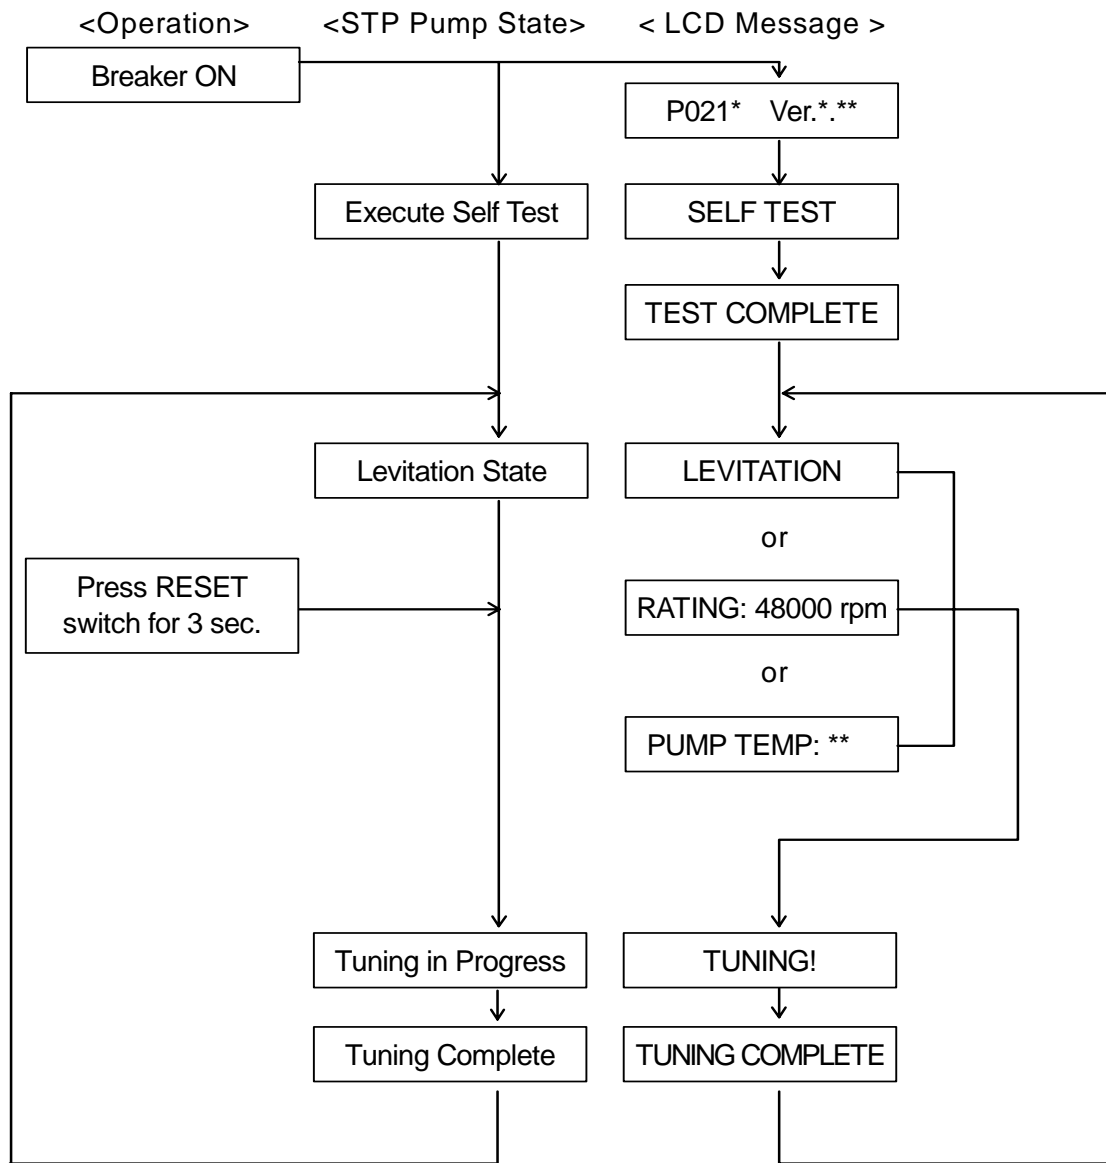 <Operation> <STP Pump State> < LCD Message >
Breaker ON
P021* Ver.*.**
Execute Self Test
SELF TEST
TEST COMPLETE
Levitation State
LEVITATION
or
Press RESET
switch for 3 sec.
RATING: 48000 rpm
or
PUMP TEMP: **
Tuning in Progress
TUNING!
Tuning Complete
TUNING COMPLETE